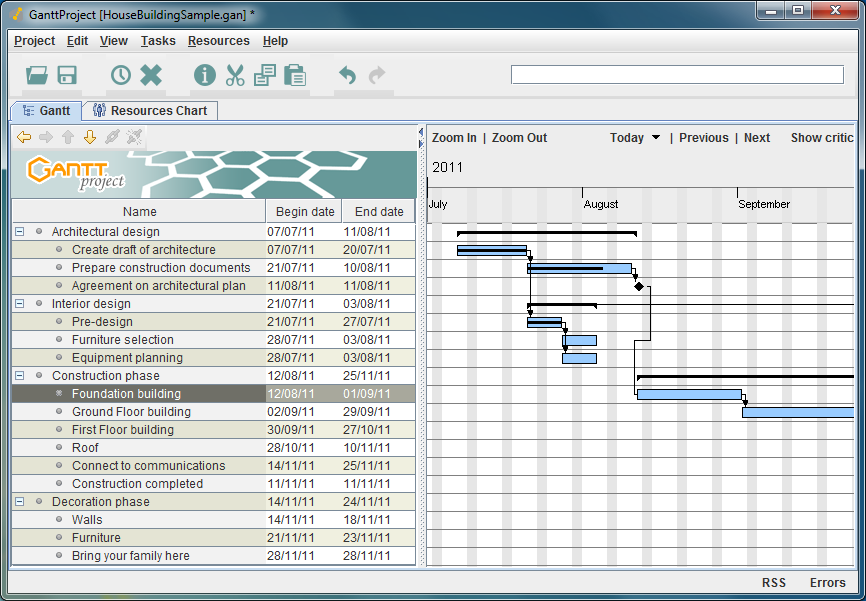 GanttProject [HouseBuildingSample.gan] *
Project Edit View Tasks Resources Help
Gantt Resources Chart
Zoom In | Zoom Out Today | Previous | Next Show critic
GANTT project
2011
July August September
Name Begin date End date
Architectural design 07/07/11 11/08/11
Create draft of architecture 07/07/11 20/07/11
Prepare construction documents 21/07/11 10/08/11
Agreement on architectural plan 11/08/11 11/08/11
Interior design 21/07/11 03/08/11
Pre-design 21/07/11 27/07/11
Furniture selection 28/07/11 03/08/11
Equipment planning 28/07/11 03/08/11
Construction phase 12/08/11 25/11/11
Foundation building 12/08/11 01/09/11
Ground Floor building 02/09/11 29/09/11
First Floor building 30/09/11 27/10/11
Roof 28/10/11 10/11/11
Connect to communications 14/11/11 25/11/11
Construction completed 11/11/11 11/11/11
Decoration phase 14/11/11 24/11/11
Walls 14/11/11 18/11/11
Furniture 21/11/11 23/11/11
Bring your family here 28/11/11 28/11/11
RSS Errors